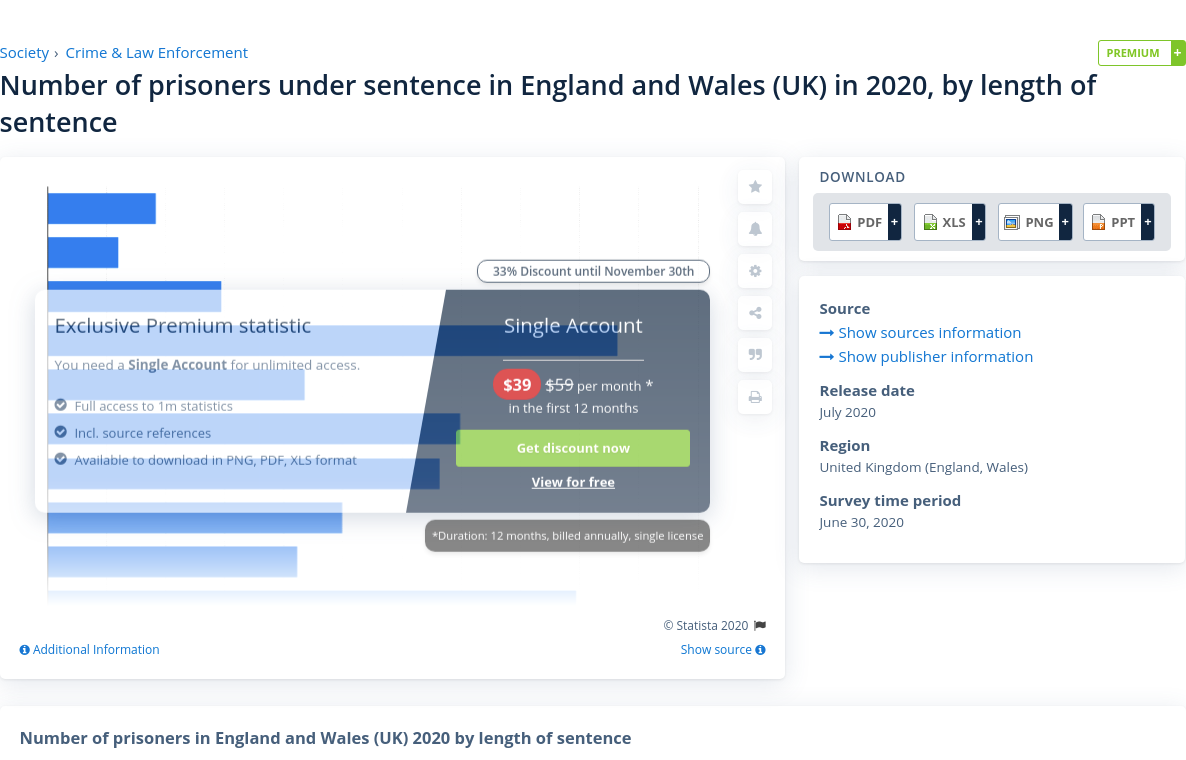 Society › Crime & Law Enforcement
PREMIUM +
Number of prisoners under sentence in England and Wales (UK) in 2020, by length of
sentence
DOWNLOAD
PDF + XLS + PNG + PPT +
33% Discount until November 30th
Exclusive Premium statistic
You need a Single Account for unlimited access.
Full access to 1m statistics
Incl. source references
Available to download in PNG, PDF, XLS format
Single Account
$39 $59 per month *
in the first 12 months
Get discount now
View for free
*Duration: 12 months, billed annually, single license
© Statista 2020
Additional Information
Show source
Source
Show sources information
Show publisher information
Release date
July 2020
Region
United Kingdom (England, Wales)
Survey time period
June 30, 2020
Number of prisoners in England and Wales (UK) 2020 by length of sentence